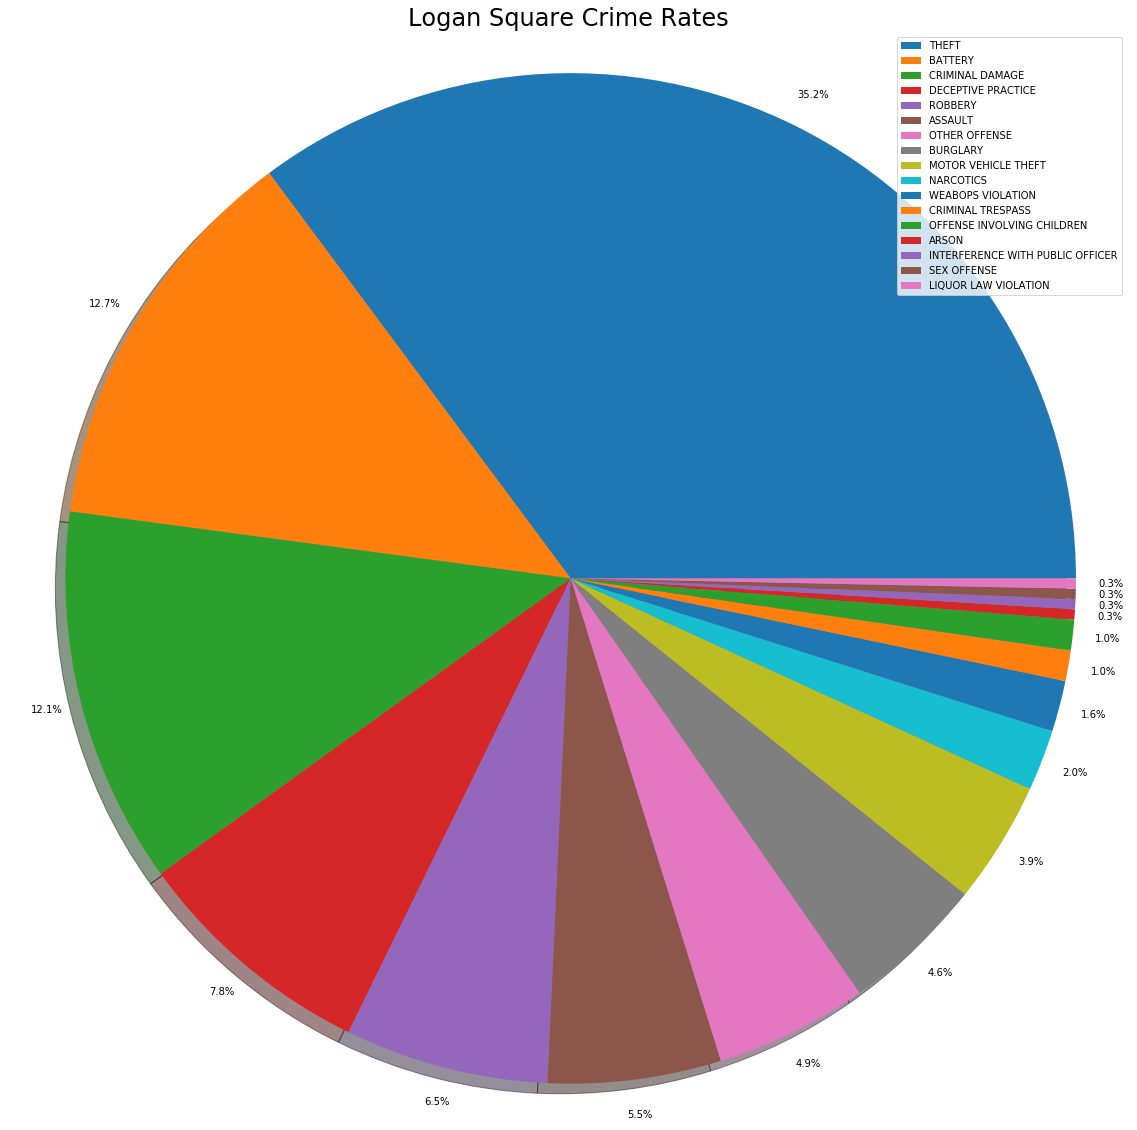 Logan Square Crime Rates
THEFT
BATTERY
CRIMINAL DAMAGE
DECEPTIVE PRACTICE
ROBBERY
ASSAULT
OTHER OFFENSE
BURGLARY
MOTOR VEHICLE THEFT
NARCOTICS
WEABOPS VIOLATION
CRIMINAL TRESPASS
OFFENSE INVOLVING CHILDREN
ARSON
INTERFERENCE WITH PUBLIC OFFICER
SEX OFFENSE
LIQUOR LAW VIOLATION
35.2%
12.7%
12.1%
7.8%
6.5%
5.5%
4.9%
4.6%
3.9%
2.0%
1.6%
1.0%
1.0%
0.3%
0.3%
0.3%
0.3%